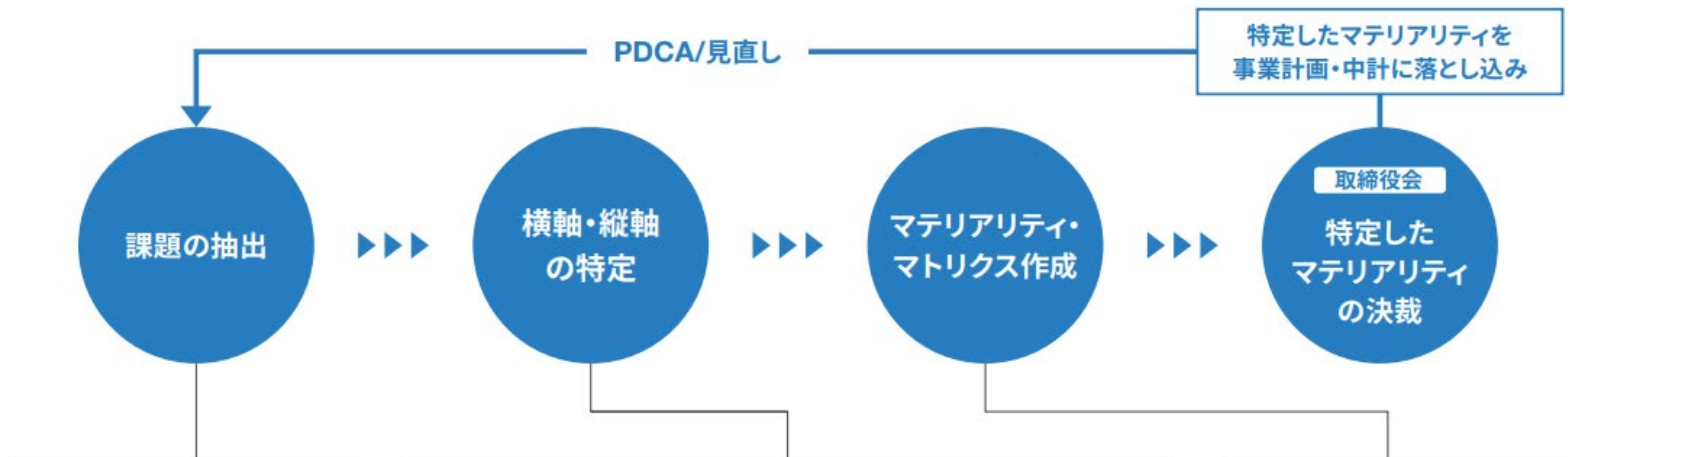 PDCA/見直し
特定したマテリアリティを
事業計画・中計に落とし込み
課題の抽出
横軸・縦軸
の特定
マテリアリティ・
マトリクス作成
取締役会
特定した
マテリアリティ
の決裁